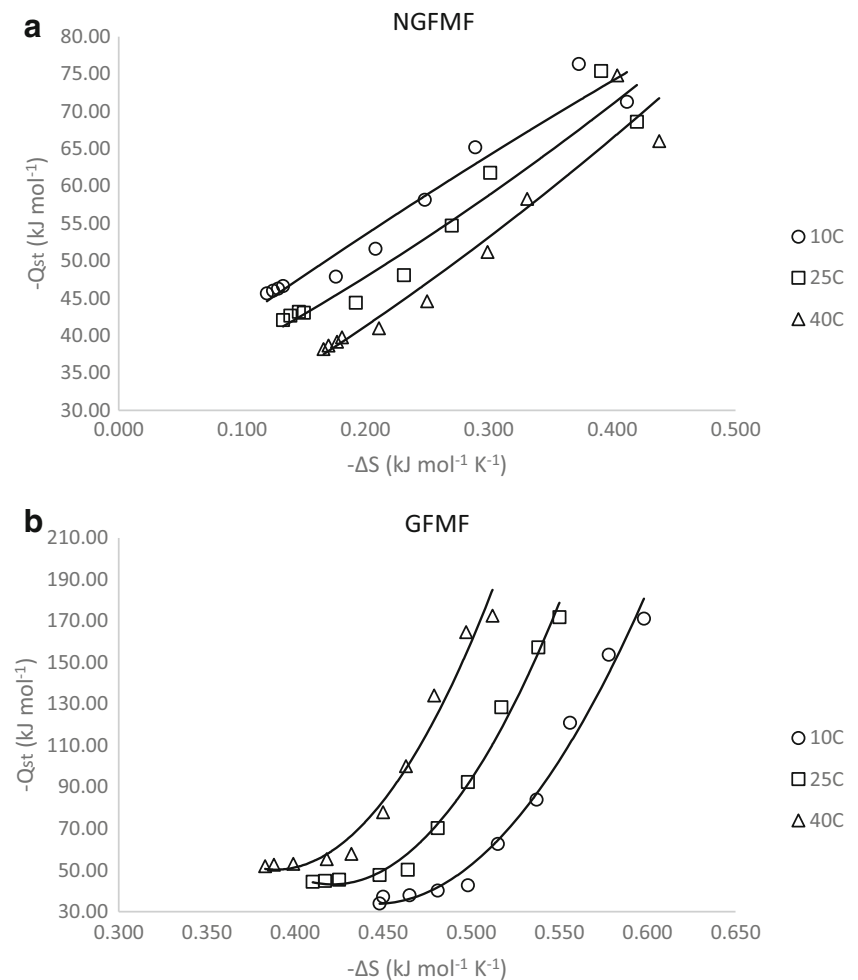 a
NGFMF
80.00
75.00
70.00
65.00
60.00
55.00
50.00
45.00
40.00
35.00
30.00
-Qst (kJ mol⁻¹)
0.000 0.100 0.200 0.300 0.400 0.500
-ΔS (kJ mol⁻¹ K⁻¹)
10C
25C
40C
b
GFMF
210.00
190.00
170.00
150.00
130.00
110.00
90.00
70.00
50.00
30.00
-Qst (kJ mol⁻¹)
0.300 0.350 0.400 0.450 0.500 0.550 0.600 0.650
-ΔS (kJ mol⁻¹ K⁻¹)
10C
25C
40C